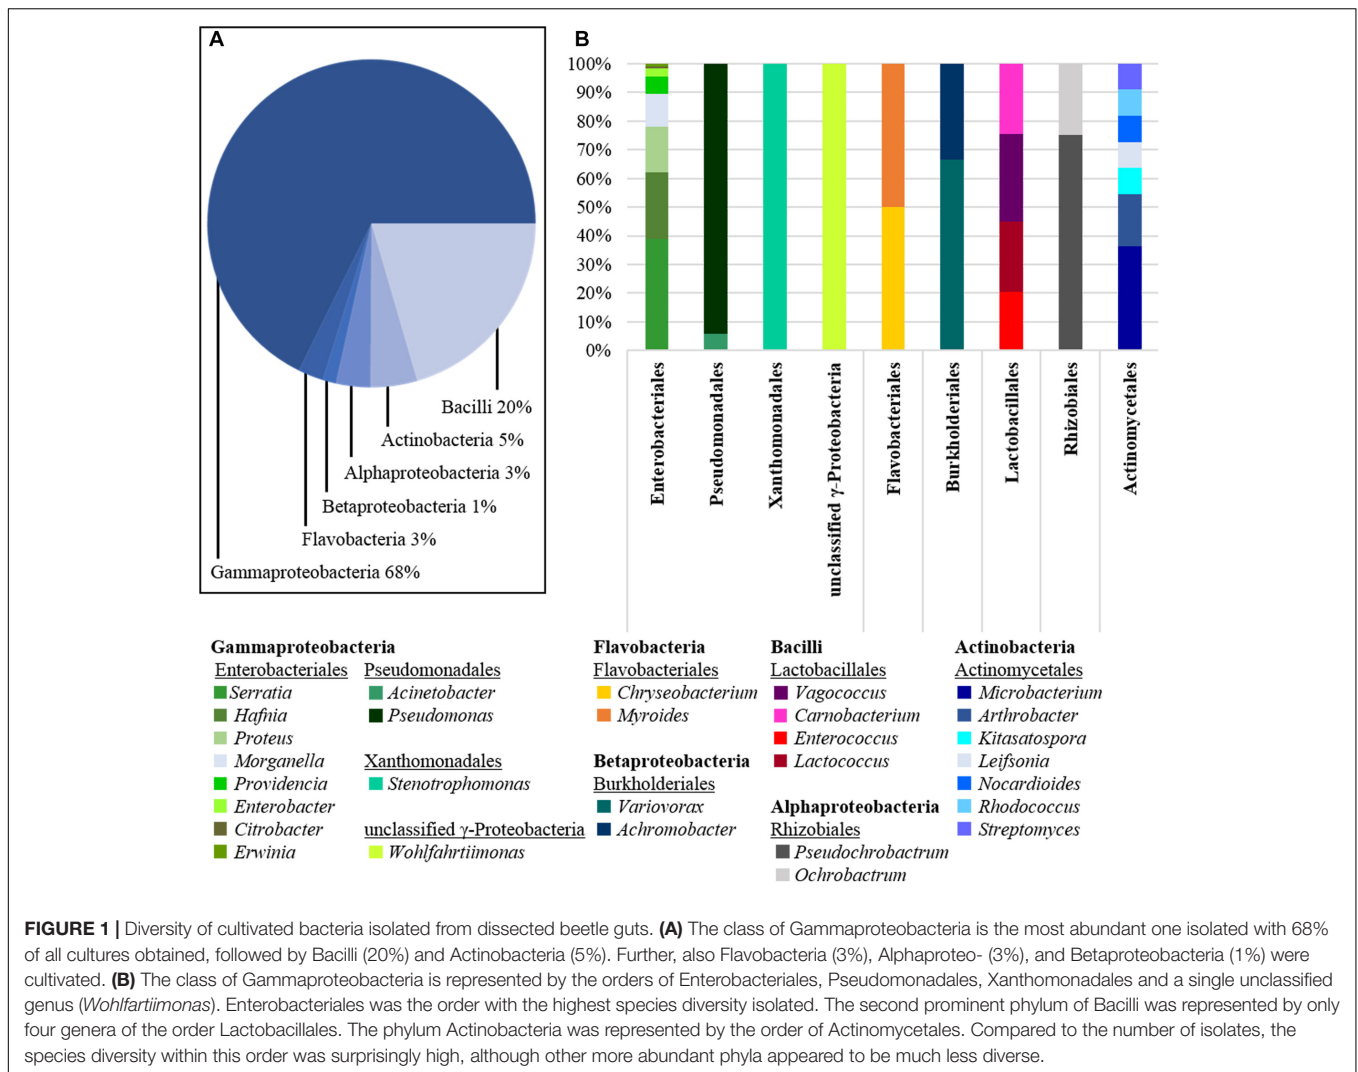 A
Bacilli 20%
Actinobacteria 5%
Alphaproteobacteria 3%
Betaproteobacteria 1%
Flavobacteria 3%
Gammaproteobacteria 68%
B
100%
90%
80%
70%
60%
50%
40%
30%
20%
10%
0%
Enterobacteriales
Pseudomonadales
Xanthomonadales
unclassified γ-Proteobacteria
Flavobacteriales
Burkholderiales
Lactobacillales
Rhizobiales
Actinomycetales
Gammaproteobacteria
Enterobacteriales
Serratia
Hafnia
Proteus
Morganella
Providencia
Enterobacter
Citrobacter
Erwinia
Pseudomonadales
Acinetobacter
Pseudomonas
Xanthomonadales
Stenotrophomonas
unclassified γ-Proteobacteria
Wohlfahrtiimonas
Flavobacteria
Flavobacteriales
Chryseobacterium
Myroides
Betaproteobacteria
Burkholderiales
Variovorax
Achromobacter
Bacilli
Lactobacillales
Vagococcus
Carnobacterium
Enterococcus
Lactococcus
Alphaproteobacteria
Rhizobiales
Pseudochrobactrum
Ochrobactrum
Actinobacteria
Actinomycetales
Microbacterium
Arthrobacter
Kitasatospora
Leifsonia
Nocardioides
Rhodococcus
Streptomyces
FIGURE 1 | Diversity of cultivated bacteria isolated from dissected beetle guts. (A) The class of Gammaproteobacteria is the most abundant one isolated with 68%
of all cultures obtained, followed by Bacilli (20%) and Actinobacteria (5%). Further, also Flavobacteria (3%), Alphaproteo- (3%), and Betaproteobacteria (1%) were
cultivated. (B) The class of Gammaproteobacteria is represented by the orders of Enterobacteriales, Pseudomonadales, Xanthomonadales and a single unclassified
genus (Wohlfartiimonas). Enterobacteriales was the order with the highest species diversity isolated. The second prominent phylum of Bacilli was represented by only
four genera of the order Lactobacillales. The phylum Actinobacteria was represented by the order of Actinomycetales. Compared to the number of isolates, the
species diversity within this order was surprisingly high, although other more abundant phyla appeared to be much less diverse.